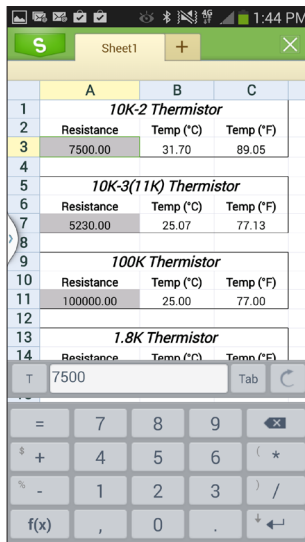 4G 1:44 PM
S Sheet1 +
A B C
1 10K-2 Thermistor
2 Resistance Temp (°C) Temp (°F)
3 7500.00 31.70 89.05
4
5 10K-3(11K) Thermistor
6 Resistance Temp (°C) Temp (°F)
7 5230.00 25.07 77.13
8
9 100K Thermistor
10 Resistance Temp (°C) Temp (°F)
11 100000.00 25.00 77.00
12
13 1.8K Thermistor
14 Resistance Temp (°C) Temp (°F)
T 7500 Tab
= 7 8 9
$ + 4 5 6 ( *
% - 1 2 3 ) /
f(x) , 0 .